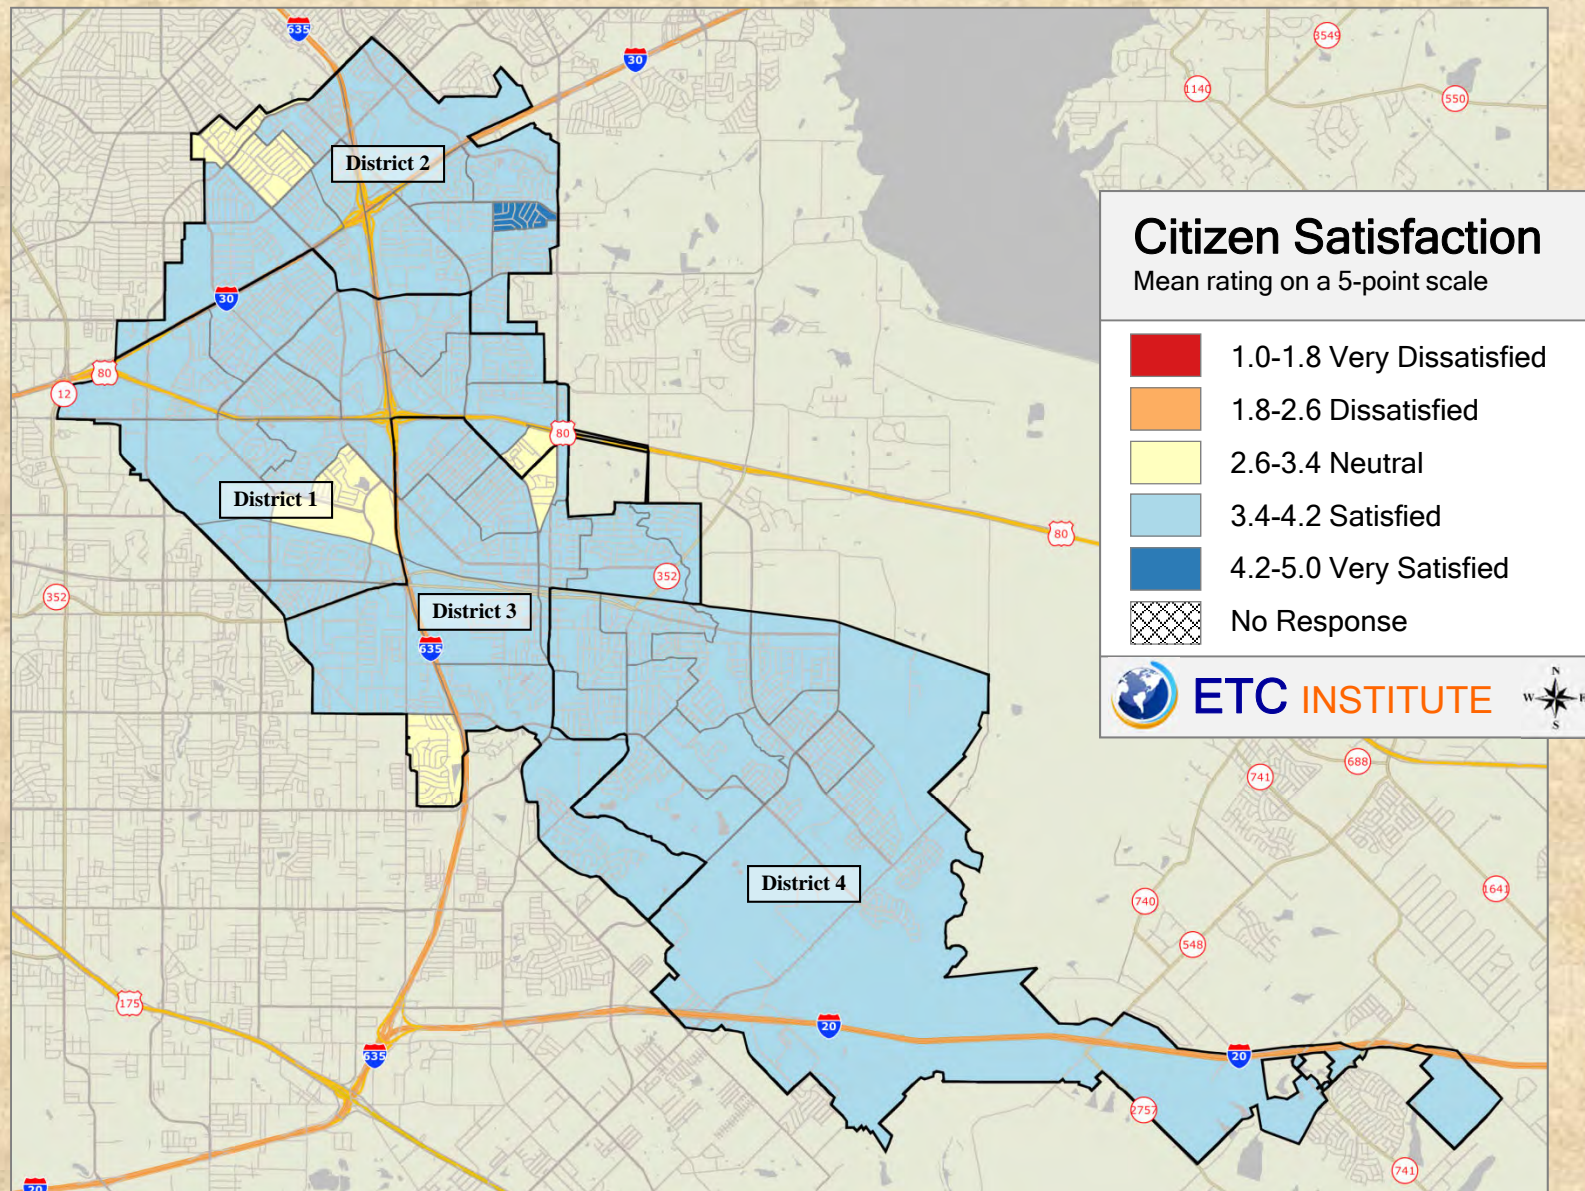 635
30
3549
1140
550
District 2
Citizen Satisfaction
Mean rating on a 5-point scale
30
1.0-1.8 Very Dissatisfied
80
12
1.8-2.6 Dissatisfied
80
2.6-3.4 Neutral
District 1
3.4-4.2 Satisfied
80
4.2-5.0 Very Satisfied
352
352
District 3
No Response
635
ETC INSTITUTE
N
W E
S
688
741
District 4
1641
740
548
175
20
635
20
2757
741
20